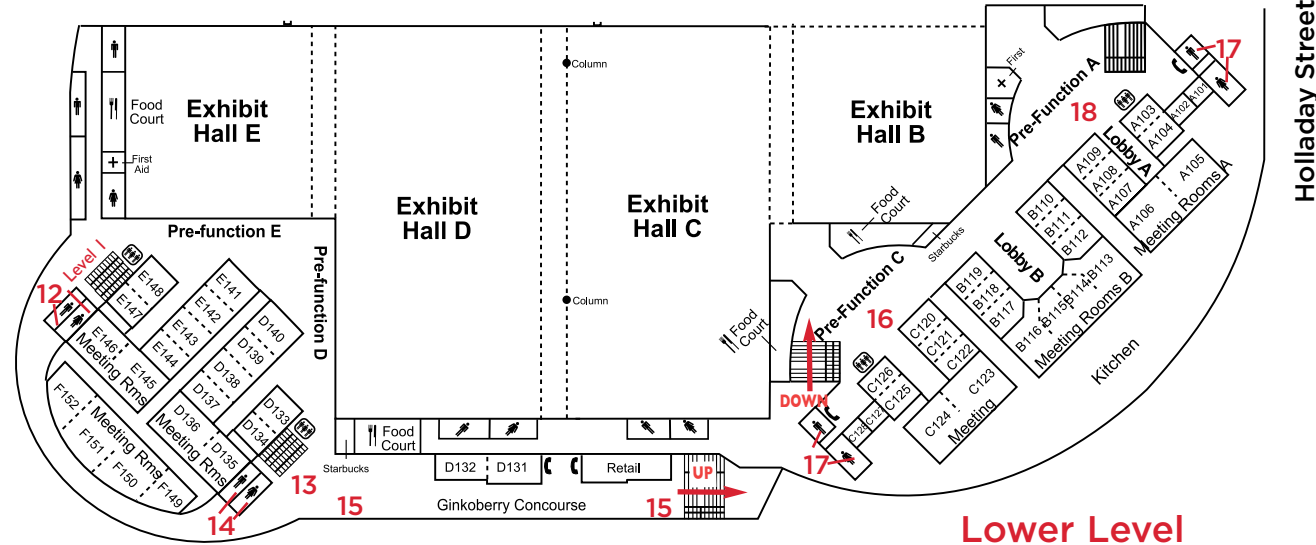 Holladay Street
Exhibit
Hall E
Food
Court
First
Aid
Pre-function E
Pre-function D
Exhibit
Hall D
Column
Column
Exhibit
Hall C
Exhibit
Hall B
First
Pre-Function A
18
17
Food
Court
Starbucks
Pre-Function C
16
Food
Court
DOWN
17
Lobby A
A101
A102
A103
A104
A105
A106
A107
A108
A109
Meeting Rooms A
Lobby B
B110
B111
B112
B113
B114
B115
B116
B117
B118
B119
Meeting Rooms B
Kitchen
C120
C121
C122
C123
C124
Meeting
C125
C126
C127
C128
Level I
12
E148
E147
E141
E142
E143
E144
E146
E145
Meeting Rms
D140
D139
D138
D137
D136
D135
Meeting Rms
D133
D134
F152
F151
F150
F149
Meeting Rms
13
14
Starbucks
Food
Court
D132
D131
Retail
UP
15
Ginkoberry Concourse
15
Lower Level